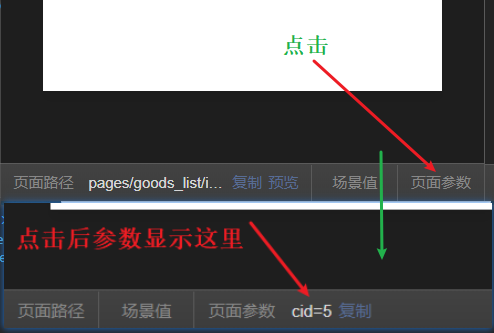 点击
页面路径 pages/goods_list/i... 复制 预览 场景值 页面参数
点击后参数显示这里
页面路径 场景值 页面参数 cid=5 复制